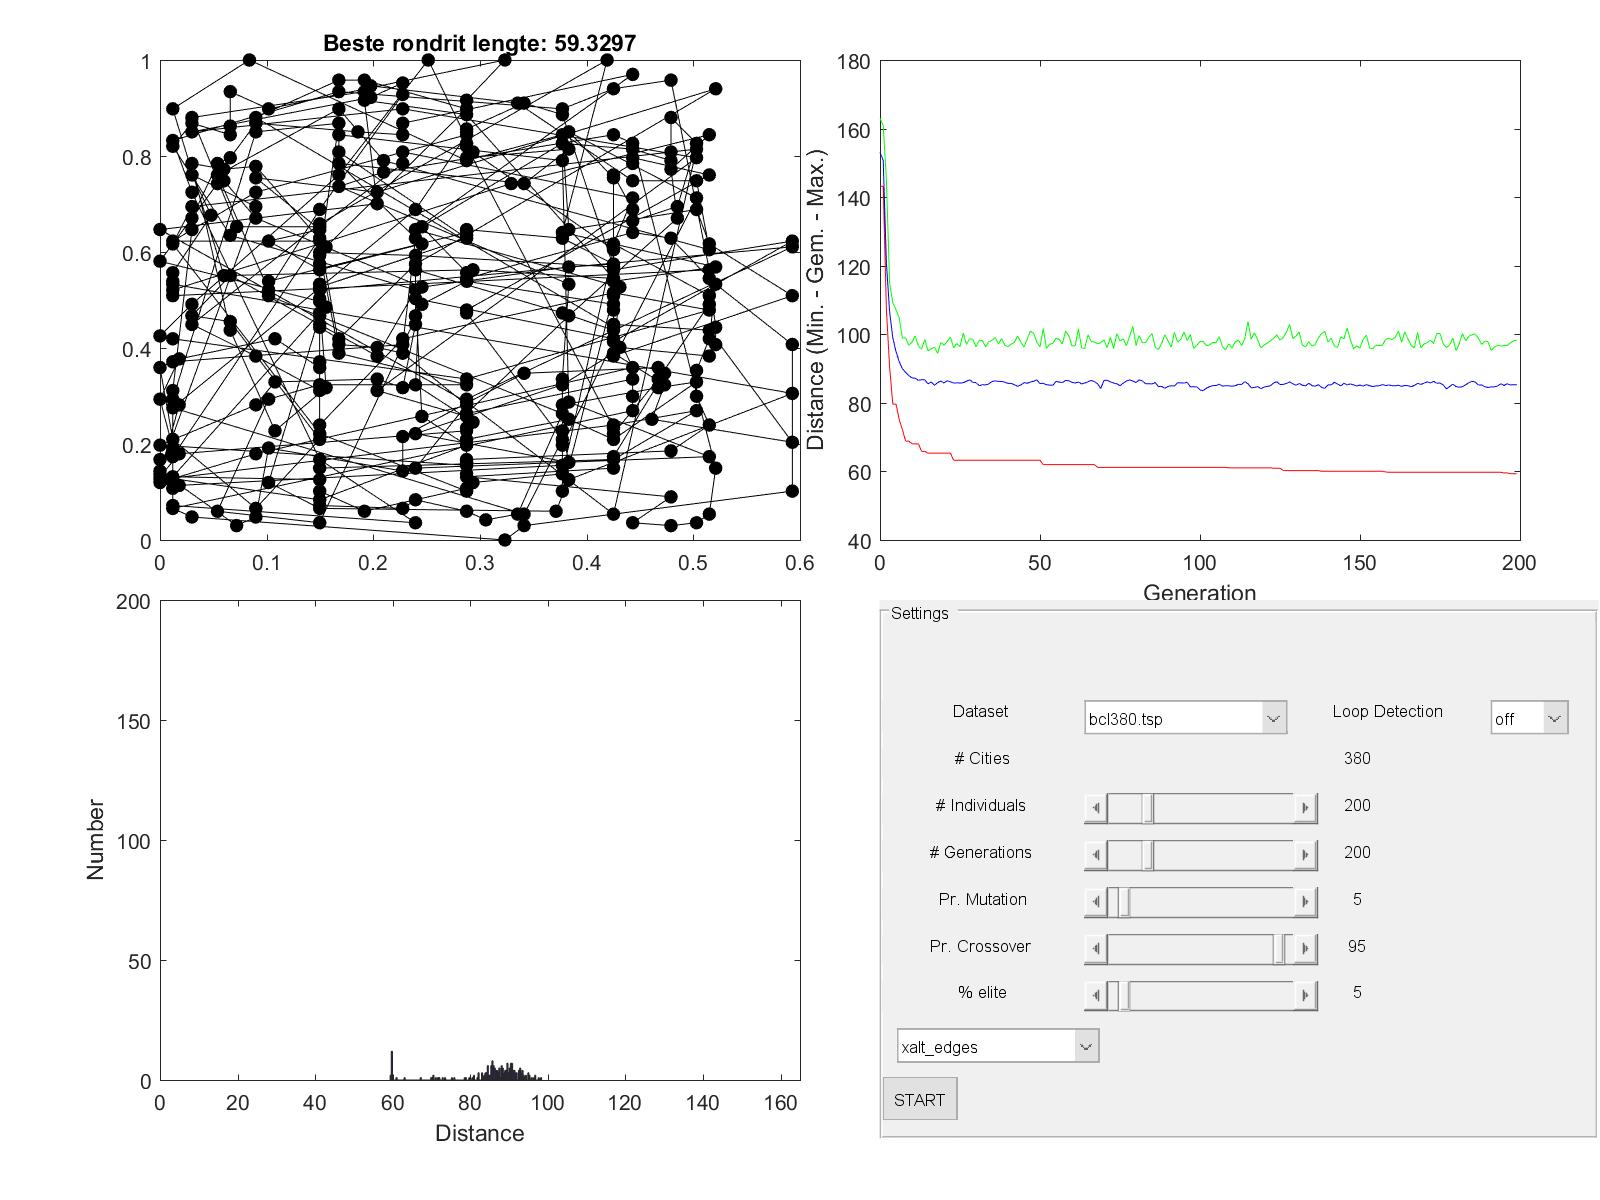 Beste rondrit lengte: 59.3297
1
0.8
0.6
0.4
0.2
0
0 0.1 0.2 0.3 0.4 0.5 0.6
180
160
140
120
100
80
60
40
Distance (Min. - Gem. - Max.)
0 50 100 150 200
Generation
200
150
100
50
0
Number
0 20 40 60 80 100 120 140 160
Distance
Settings
Dataset bcl380.tsp Loop Detection off
# Cities 380
# Individuals 200
# Generations 200
Pr. Mutation 5
Pr. Crossover 95
% elite 5
xalt_edges
START